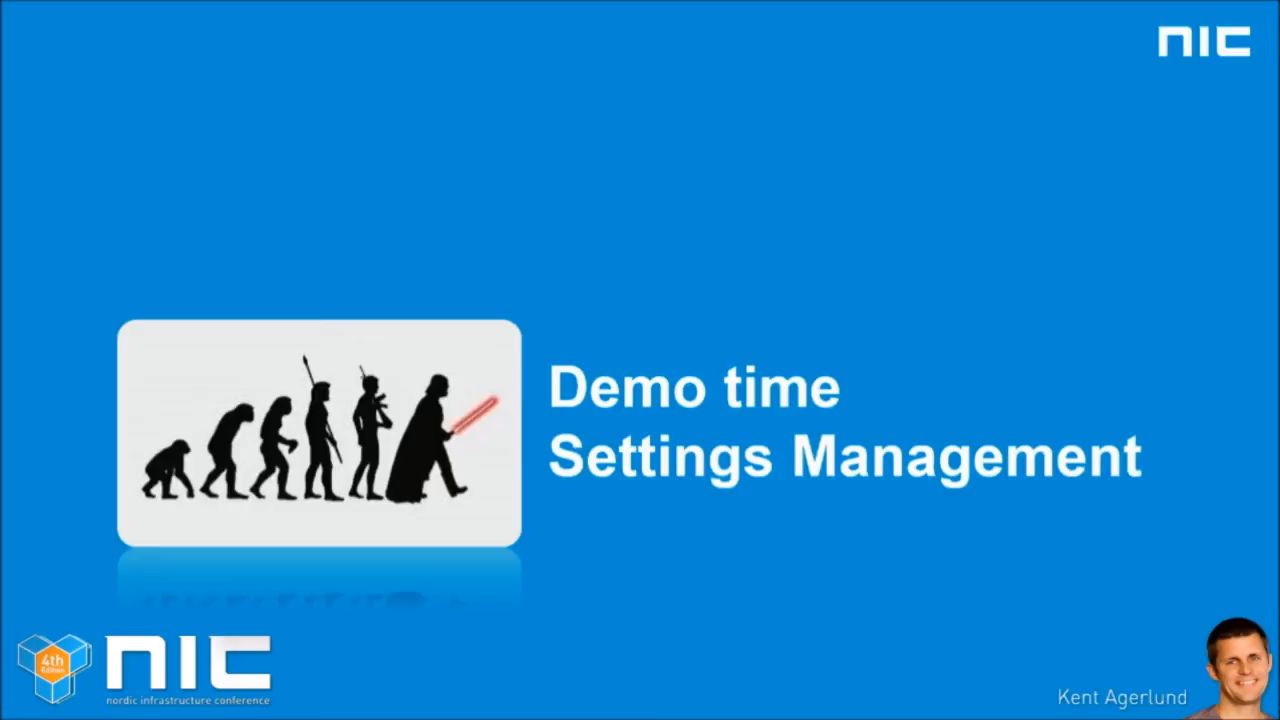 NIC
Demo time
Settings Management
4th
Edition
NIC
nordic infrastructure conference
Kent Agerlund